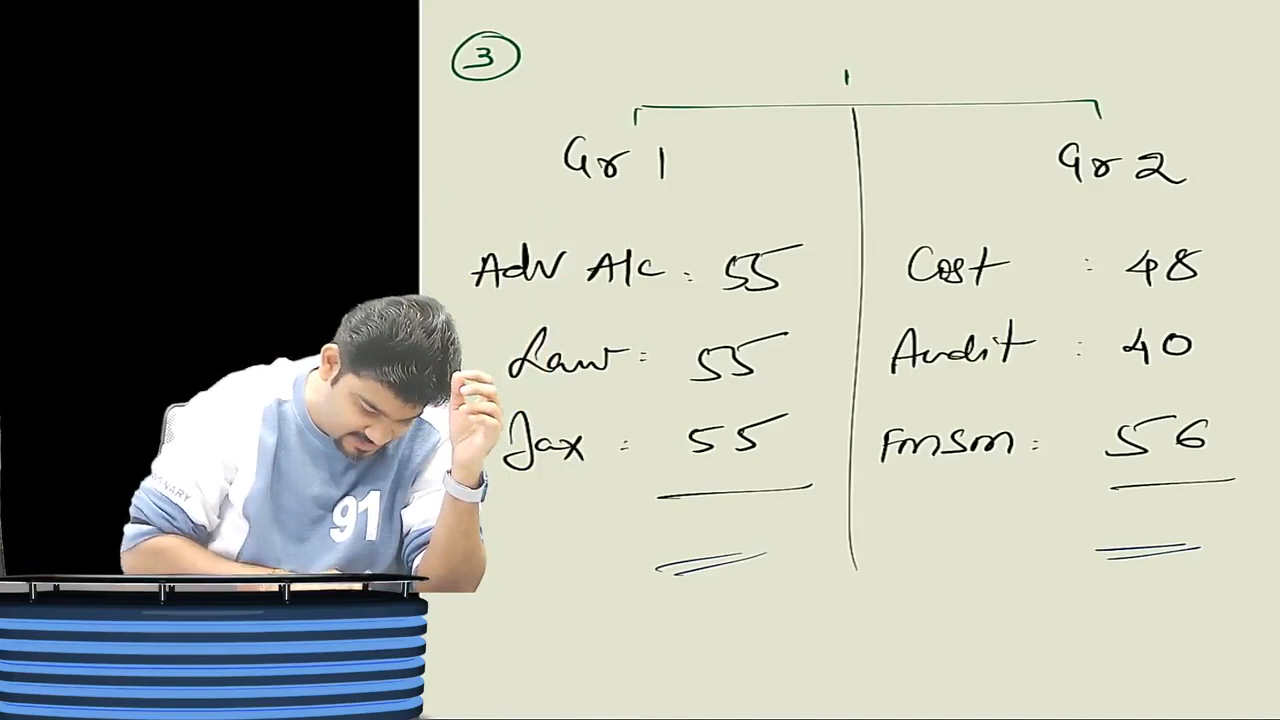 3
Gr 1
Gr 2
Adv A/c : 55
Law : 55
Tax : 55
Cost : 48
Audit : 40
FMSM : 56
91